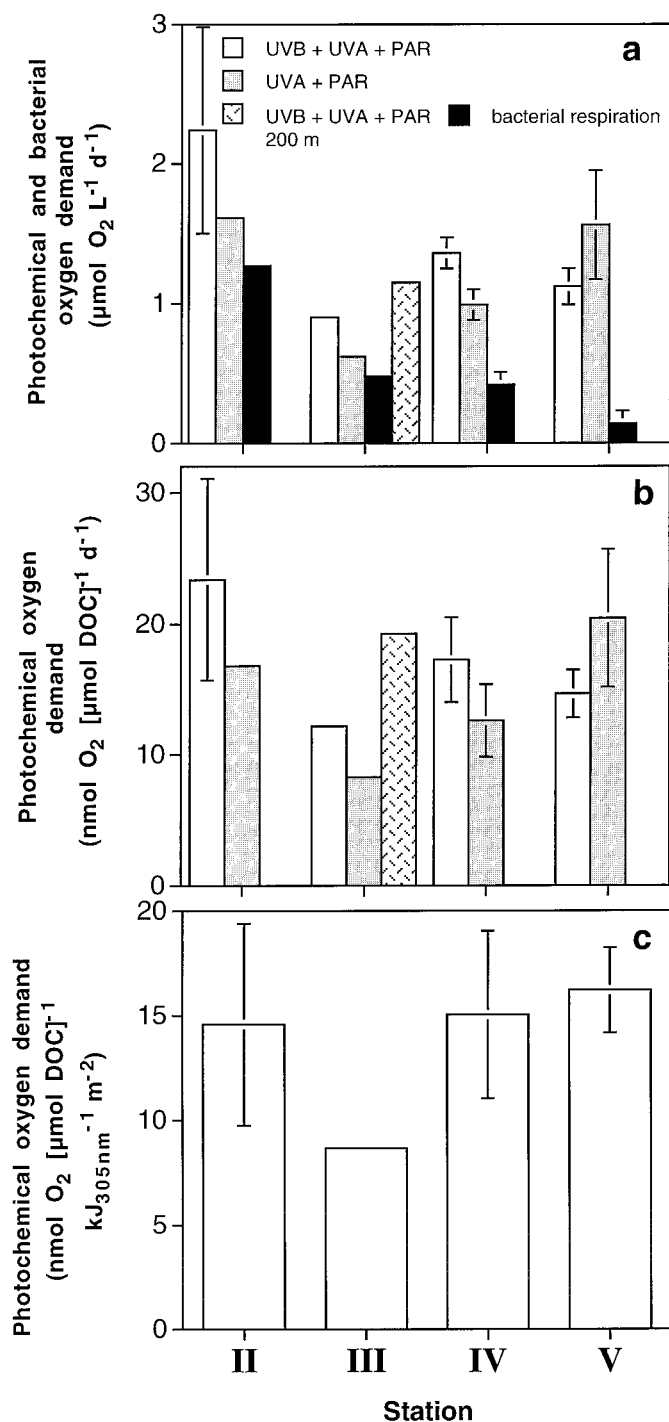 Photochemical and bacterial
oxygen demand
(µmol O2 L-1 d-1)
3
2
1
0
UVB + UVA + PAR
UVA + PAR
UVB + UVA + PAR
200 m
bacterial respiration
a
Photochemical oxygen
demand
(nmol O2 [µmol DOC]-1 d-1)
30
20
10
0
b
Photochemical oxygen demand
(nmol O2 [µmol DOC]-1
kJ305nm-1 m-2)
20
15
10
5
0
c
II III IV V
Station